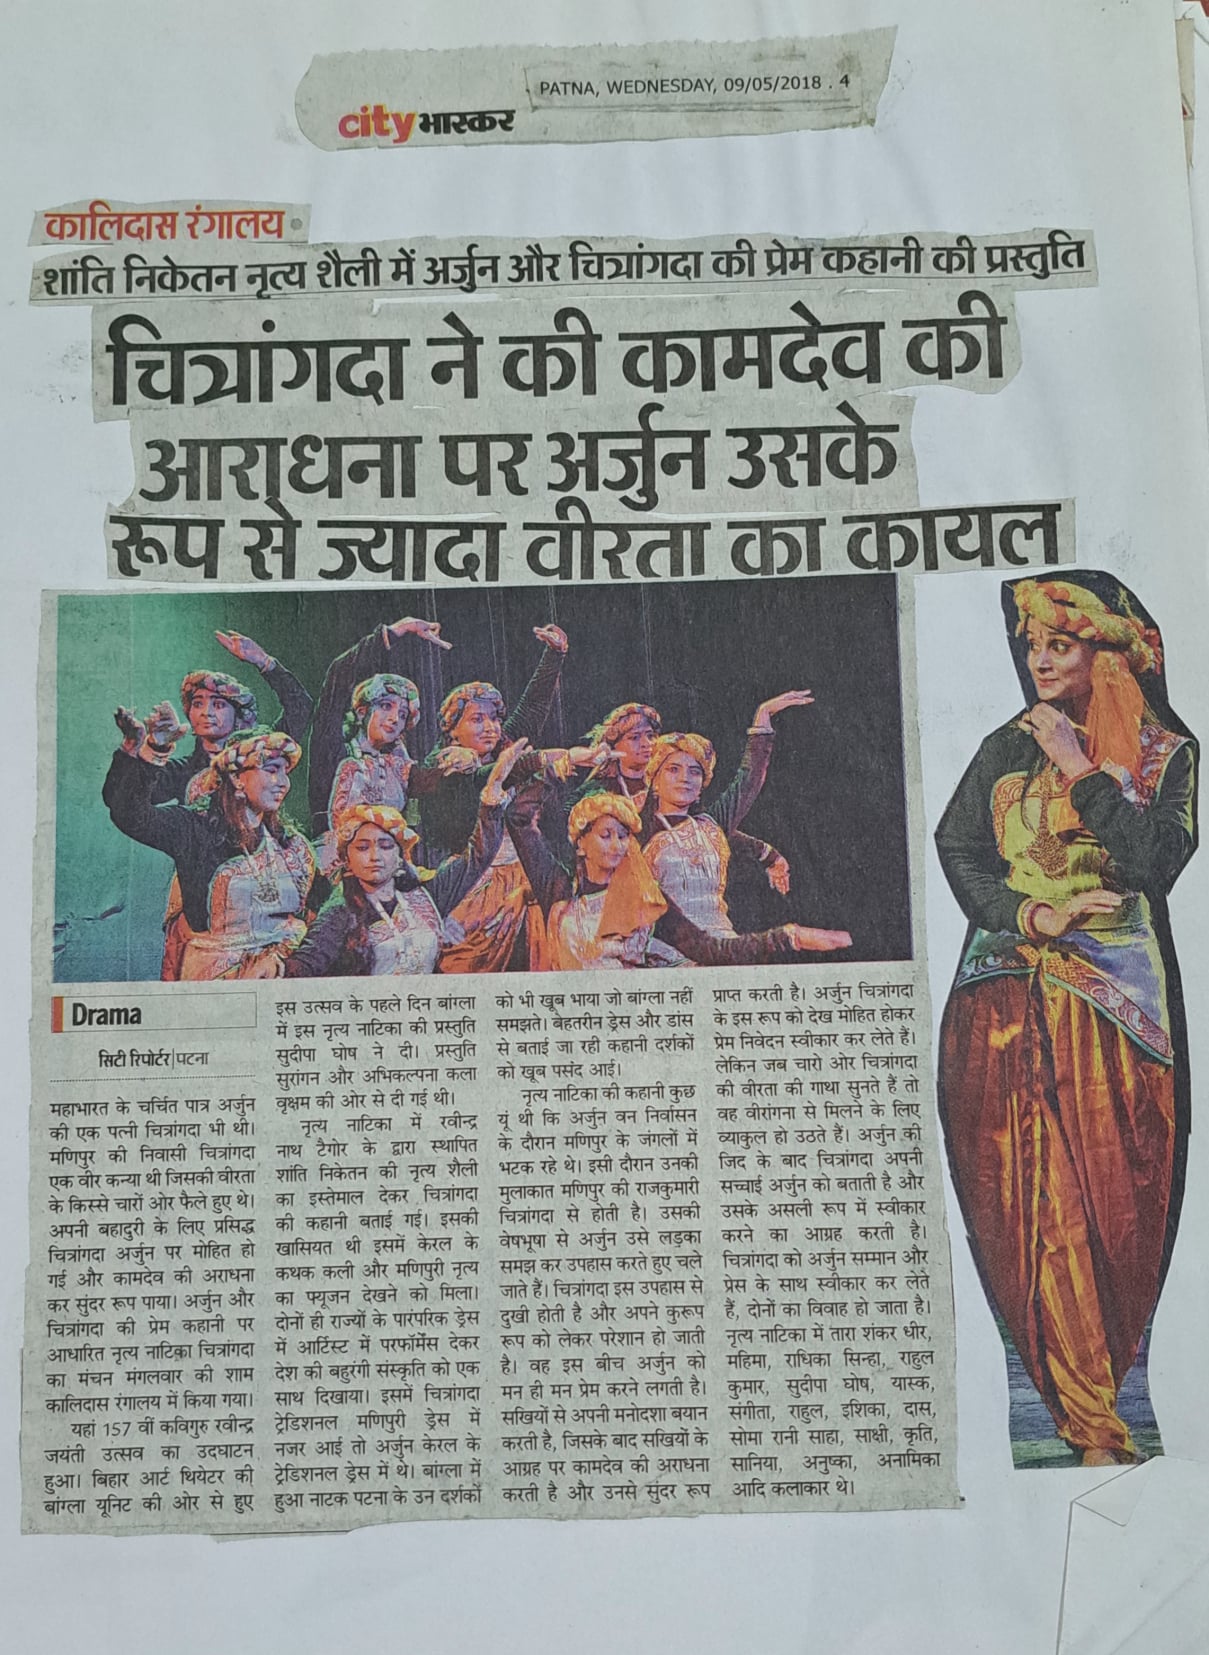 PATNA, WEDNESDAY, 09/05/2018 . 4
city भास्कर
कालिदास रंगालय
शांति निकेतन नृत्य शैली में अर्जुन और चित्रांगदा की प्रेम कहानी की प्रस्तुति
चित्रांगदा ने की कामदेव की
आराधना पर अर्जुन उसके
रूप से ज्यादा वीरता का कायल
Drama
सिटी रिपोर्टर|पटना
महाभारत के चर्चित पात्र अर्जुन
की एक पत्नी चित्रांगदा भी थी।
मणिपुर की निवासी चित्रांगदा
एक वीर कन्या थी जिसकी वीरता
के किस्से चारों ओर फैले हुए थे।
अपनी बहादुरी के लिए प्रसिद्ध
चित्रांगदा अर्जुन पर मोहित हो
गई और कामदेव की अराधना
कर सुंदर रूप पाया। अर्जुन और
चित्रांगदा की प्रेम कहानी पर
आधारित नृत्य नाटिका चित्रांगदा
का मंचन मंगलवार की शाम
कालिदास रंगालय में किया गया।
यहां 157 वीं कविगुरु रवीन्द्र
जयंती उत्सव का उदघाटन
हुआ। बिहार आर्ट थियेटर की
बांग्ला यूनिट की ओर से हुए
इस उत्सव के पहले दिन बांग्ला
में इस नृत्य नाटिका की प्रस्तुति
सुदीपा घोष ने दी। प्रस्तुति
सुरांगन और अभिकल्पना कला
वृक्षम की ओर से दी गई थी।
नृत्य नाटिका में रवीन्द्र
नाथ टैगोर के द्वारा स्थापित
शांति निकेतन की नृत्य शैली
का इस्तेमाल देकर चित्रांगदा
की कहानी बताई गई। इसकी
खासियत थी इसमें केरल के
कथक कली और मणिपुरी नृत्य
का फ्यूजन देखने को मिला।
दोनों ही राज्यों के पारंपरिक ड्रेस
में आर्टिस्ट में परफॉर्मेंस देकर
देश की बहुरंगी संस्कृति को एक
साथ दिखाया। इसमें चित्रांगदा
ट्रेडिशनल मणिपुरी ड्रेस में
नजर आई तो अर्जुन केरल के
ट्रेडिशनल ड्रेस में थे। बांग्ला में
हुआ नाटक पटना के उन दर्शकों
को भी खूब भाया जो बांग्ला नहीं
समझते। बेहतरीन ड्रेस और डांस
से बताई जा रही कहानी दर्शकों
को खूब पसंद आई।
नृत्य नाटिका की कहानी कुछ
यूं थी कि अर्जुन वन निर्वासन
के दौरान मणिपुर के जंगलों में
भटक रहे थे। इसी दौरान उनकी
मुलाकात मणिपुर की राजकुमारी
चित्रांगदा से होती है। उसकी
वेषभूषा से अर्जुन उसे लड़का
समझ कर उपहास करते हुए चले
जाते हैं। चित्रांगदा इस उपहास से
दुखी होती है और अपने कुरूप
रूप को लेकर परेशान हो जाती
है। वह इस बीच अर्जुन को
मन ही मन प्रेम करने लगती है।
सखियों से अपनी मनोदशा बयान
करती है, जिसके बाद सखियों के
आग्रह पर कामदेव की अराधना
करती है और उनसे सुंदर रूप
प्राप्त करती है। अर्जुन चित्रांगदा
के इस रूप को देख मोहित होकर
प्रेम निवेदन स्वीकार कर लेते हैं।
लेकिन जब चारो ओर चित्रांगदा
की वीरता की गाथा सुनते हैं तो
वह वीरांगना से मिलने के लिए
व्याकुल हो उठते हैं। अर्जुन की
जिद के बाद चित्रांगदा अपनी
सच्चाई अर्जुन को बताती है और
उसके असली रूप में स्वीकार
करने का आग्रह करती है।
चित्रांगदा को अर्जुन सम्मान और
प्रेस के साथ स्वीकार कर लेते
हैं, दोनों का विवाह हो जाता है।
नृत्य नाटिका में तारा शंकर धीर,
महिमा, राधिका सिन्हा, राहुल
कुमार, सुदीपा घोष, यास्क,
संगीता, राहुल, इशिका, दास,
सोमा रानी साहा, साक्षी, कृति,
सानिया, अनुष्का, अनामिका
आदि कलाकार थे।